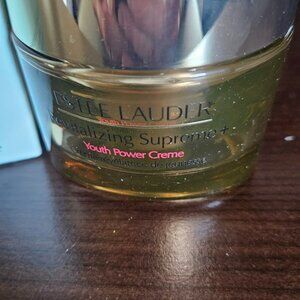 ESTEE LAUDER
Revitalizing Supreme+
Youth Power Creme